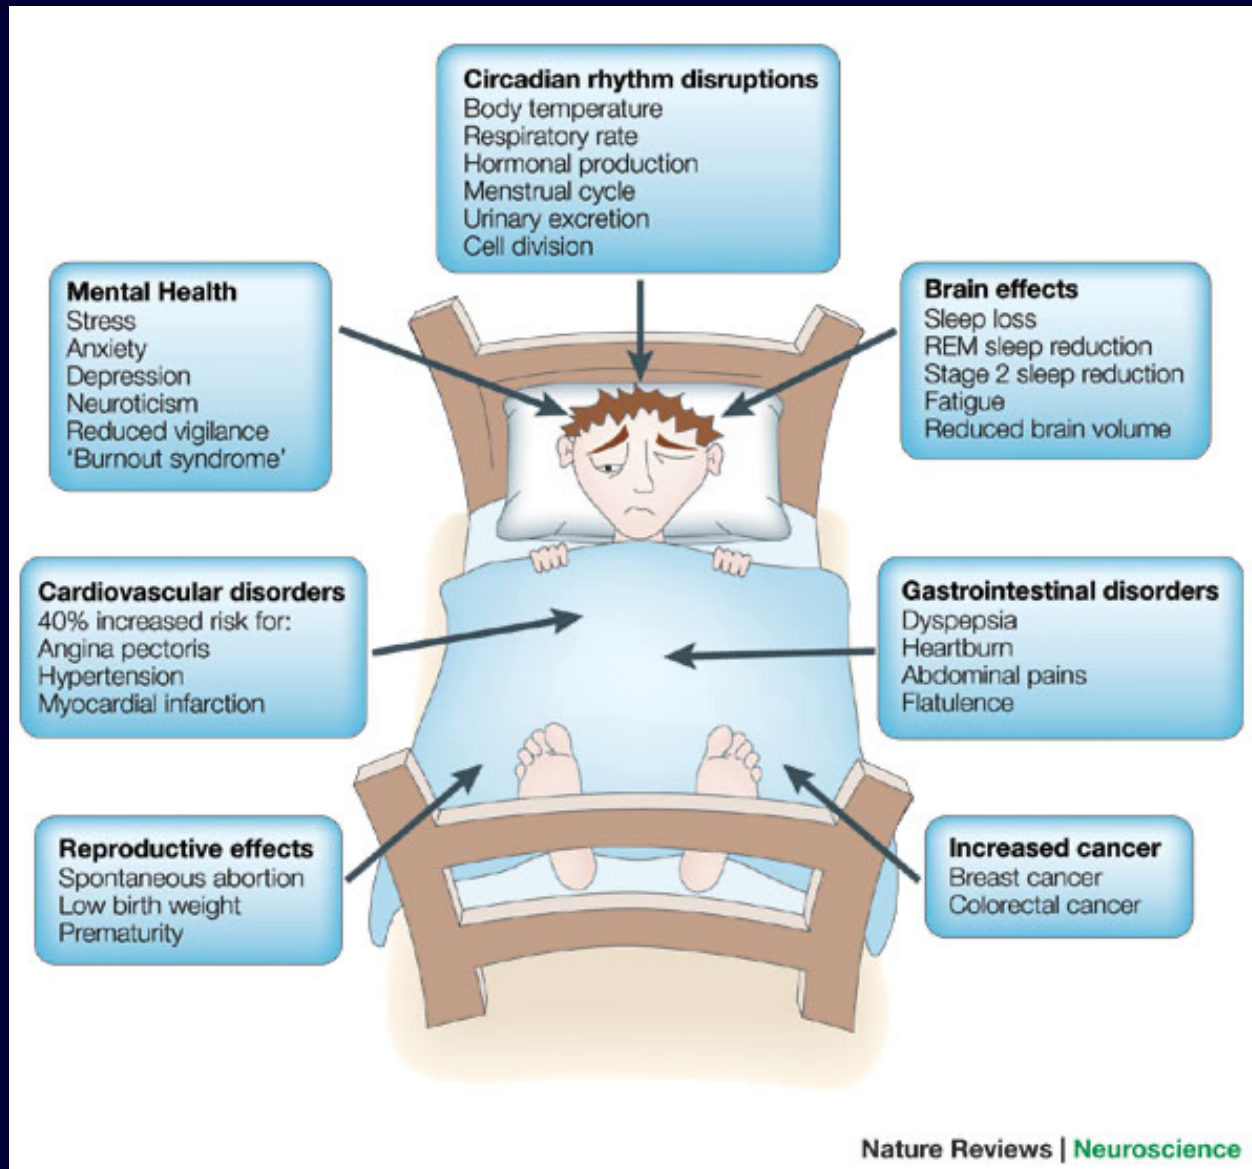 Circadian rhythm disruptions
Body temperature
Respiratory rate
Hormonal production
Menstrual cycle
Urinary excretion
Cell division
Mental Health
Stress
Anxiety
Depression
Neuroticism
Reduced vigilance
‘Burnout syndrome’
Brain effects
Sleep loss
REM sleep reduction
Stage 2 sleep reduction
Fatigue
Reduced brain volume
Cardiovascular disorders
40% increased risk for:
Angina pectoris
Hypertension
Myocardial infarction
Gastrointestinal disorders
Dyspepsia
Heartburn
Abdominal pains
Flatulence
Reproductive effects
Spontaneous abortion
Low birth weight
Prematurity
Increased cancer
Breast cancer
Colorectal cancer
Nature Reviews | Neuroscience